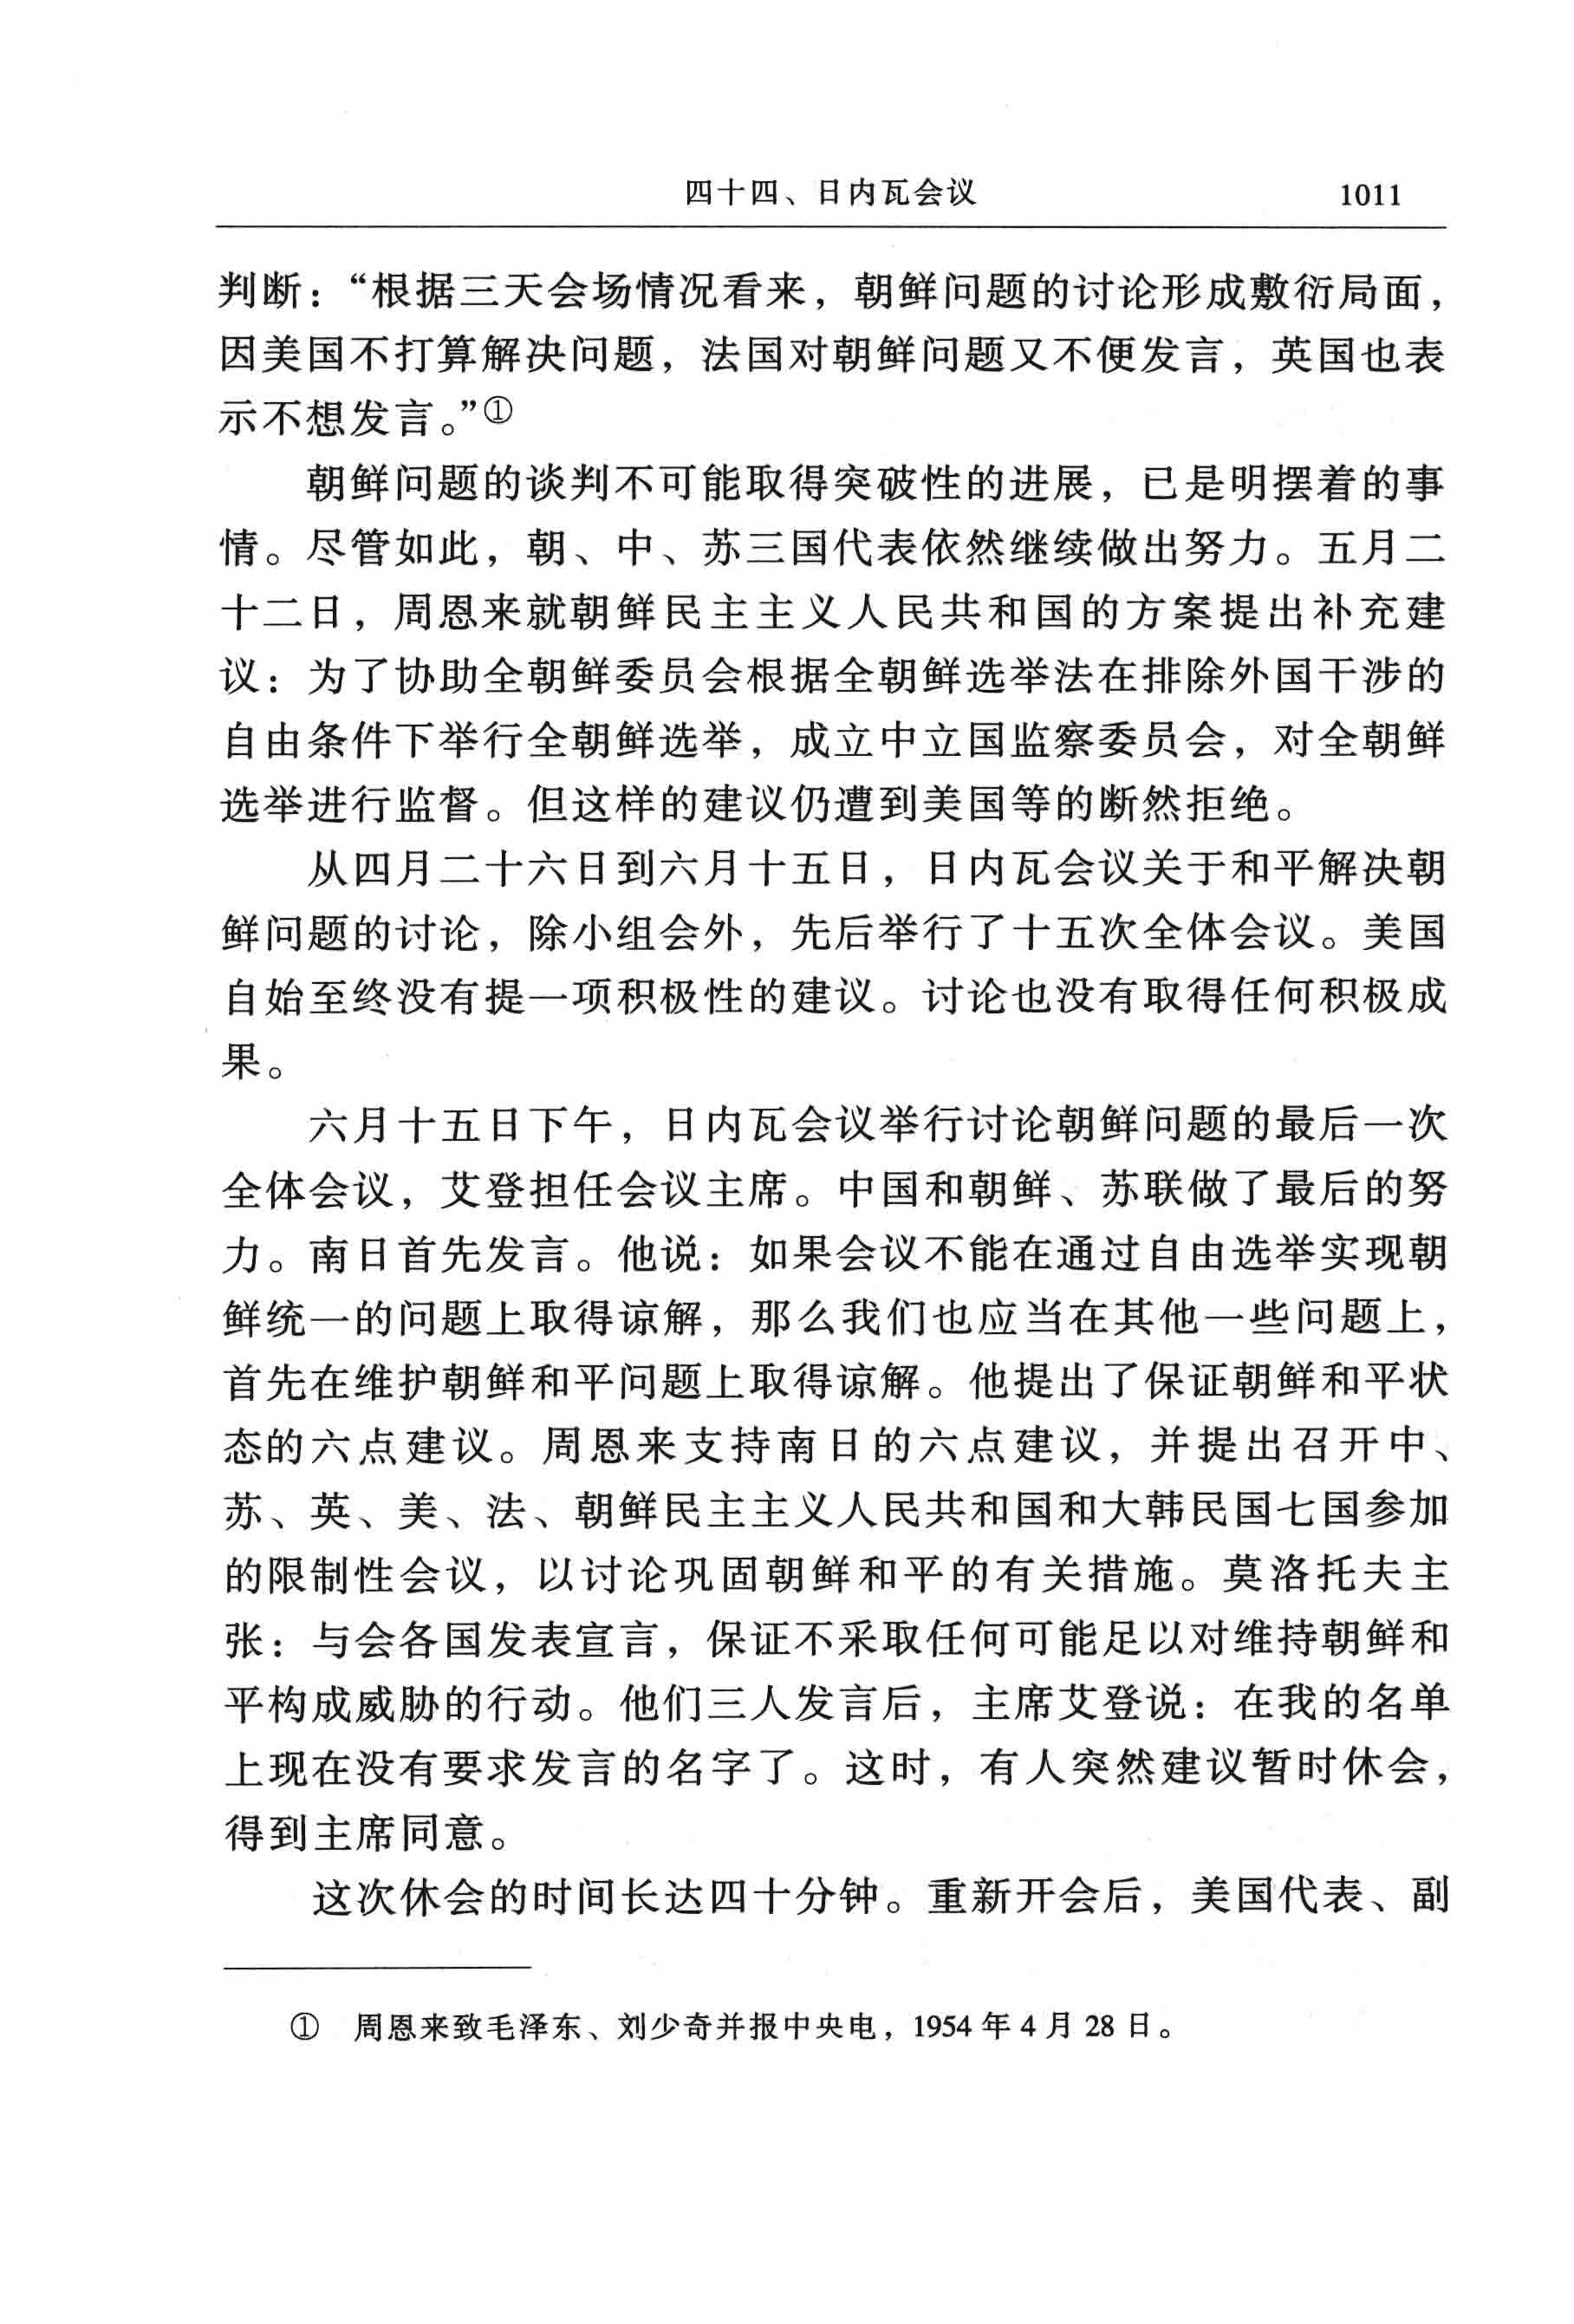 四十四、日内瓦会议 1011
判断：“根据三天会场情况看来，朝鲜问题的讨论形成敷衍局面，
因美国不打算解决问题，法国对朝鲜问题又不便发言，英国也表
示不想发言。”①
朝鲜问题的谈判不可能取得突破性的进展，已是明摆着的事
情。尽管如此，朝、中、苏三国代表依然继续做出努力。五月二
十二日，周恩来就朝鲜民主主义人民共和国的方案提出补充建
议：为了协助全朝鲜委员会根据全朝鲜选举法在排除外国干涉的
自由条件下举行全朝鲜选举，成立中立国监察委员会，对全朝鲜
选举进行监督。但这样的建议仍遭到美国等的断然拒绝。
从四月二十六日到六月十五日，日内瓦会议关于和平解决朝
鲜问题的讨论，除小组会外，先后举行了十五次全体会议。美国
自始至终没有提一项积极性的建议。讨论也没有取得任何积极成
果。
六月十五日下午，日内瓦会议举行讨论朝鲜问题的最后一次
全体会议，艾登担任会议主席。中国和朝鲜、苏联做了最后的努
力。南日首先发言。他说：如果会议不能在通过自由选举实现朝
鲜统一的问题上取得谅解，那么我们也应当在其他一些问题上，
首先在维护朝鲜和平问题上取得谅解。他提出了保证朝鲜和平状
态的六点建议。周恩来支持南日的六点建议，并提出召开中、
苏、英、美、法、朝鲜民主主义人民共和国和大韩民国七国参加
的限制性会议，以讨论巩固朝鲜和平的有关措施。莫洛托夫主
张：与会各国发表宣言，保证不采取任何可能足以对维持朝鲜和
平构成威胁的行动。他们三人发言后，主席艾登说：在我的名单
上现在没有要求发言的名字了。这时，有人突然建议暂时休会，
得到主席同意。
这次休会的时间长达四十分钟。重新开会后，美国代表、副
① 周恩来致毛泽东、刘少奇并报中央电，1954 年 4 月 28 日。